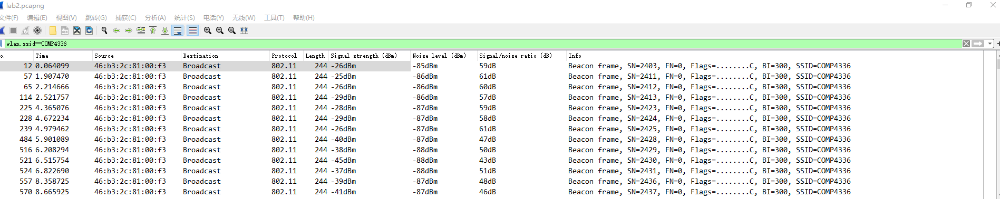 lab2.pcapng
文件(F) 编辑(E) 视图(V) 跳转(G) 捕获(C) 分析(A) 统计(S) 电话(Y) 无线(W) 工具(T) 帮助(H)
wlan.ssid==COMP4336
o. Time Source Destination Protocol Length Signal strength (dBm) Noise level (dBm) Signal/noise ratio (dB) Info
12 0.064099 46:b3:2c:81:00:f3 Broadcast 802.11 244 -26dBm -85dBm 59dB Beacon frame, SN=2403, FN=0, Flags=........C, BI=300, SSID=COMP4336
57 1.907470 46:b3:2c:81:00:f3 Broadcast 802.11 244 -25dBm -86dBm 61dB Beacon frame, SN=2411, FN=0, Flags=........C, BI=300, SSID=COMP4336
65 2.214666 46:b3:2c:81:00:f3 Broadcast 802.11 244 -26dBm -86dBm 60dB Beacon frame, SN=2412, FN=0, Flags=........C, BI=300, SSID=COMP4336
114 2.521757 46:b3:2c:81:00:f3 Broadcast 802.11 244 -29dBm -86dBm 57dB Beacon frame, SN=2413, FN=0, Flags=........C, BI=300, SSID=COMP4336
225 4.365076 46:b3:2c:81:00:f3 Broadcast 802.11 244 -28dBm -87dBm 59dB Beacon frame, SN=2423, FN=0, Flags=........C, BI=300, SSID=COMP4336
228 4.672234 46:b3:2c:81:00:f3 Broadcast 802.11 244 -29dBm -87dBm 58dB Beacon frame, SN=2424, FN=0, Flags=........C, BI=300, SSID=COMP4336
239 4.979462 46:b3:2c:81:00:f3 Broadcast 802.11 244 -26dBm -87dBm 61dB Beacon frame, SN=2425, FN=0, Flags=........C, BI=300, SSID=COMP4336
484 5.901089 46:b3:2c:81:00:f3 Broadcast 802.11 244 -40dBm -87dBm 47dB Beacon frame, SN=2428, FN=0, Flags=........C, BI=300, SSID=COMP4336
516 6.208294 46:b3:2c:81:00:f3 Broadcast 802.11 244 -38dBm -88dBm 50dB Beacon frame, SN=2429, FN=0, Flags=........C, BI=300, SSID=COMP4336
521 6.515754 46:b3:2c:81:00:f3 Broadcast 802.11 244 -45dBm -88dBm 43dB Beacon frame, SN=2430, FN=0, Flags=........C, BI=300, SSID=COMP4336
524 6.822690 46:b3:2c:81:00:f3 Broadcast 802.11 244 -37dBm -88dBm 51dB Beacon frame, SN=2431, FN=0, Flags=........C, BI=300, SSID=COMP4336
557 8.358725 46:b3:2c:81:00:f3 Broadcast 802.11 244 -39dBm -87dBm 48dB Beacon frame, SN=2436, FN=0, Flags=........C, BI=300, SSID=COMP4336
570 8.665925 46:b3:2c:81:00:f3 Broadcast 802.11 244 -41dBm -87dBm 46dB Beacon frame, SN=2437, FN=0, Flags=........C, BI=300, SSID=COMP4336